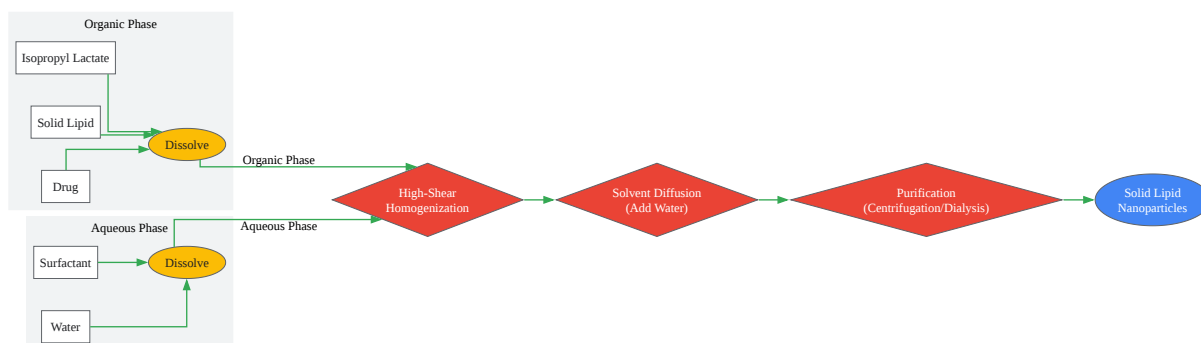 Organic Phase
Isopropyl Lactate
Solid Lipid
Dissolve
Drug
Organic Phase
Aqueous Phase
Surfactant
Dissolve
Water
Aqueous Phase
High-Shear
Homogenization
Solvent Diffusion
(Add Water)
Purification
(Centrifugation/Dialysis)
Solid Lipid
Nanoparticles